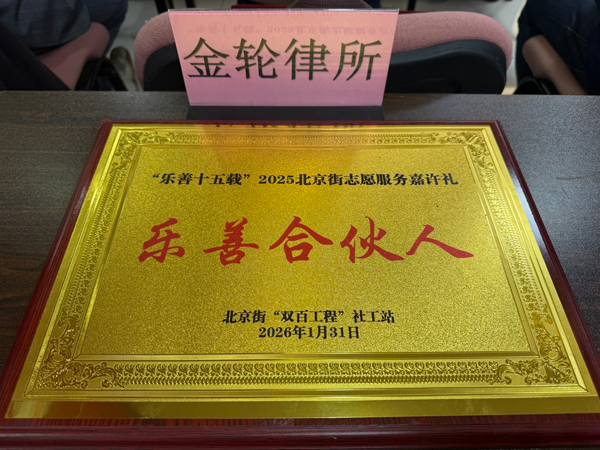 金轮律所
“乐善十五载”2025北京街志愿服务嘉许礼
乐善合伙人
北京街“双百工程”社工站
2026年1月31日